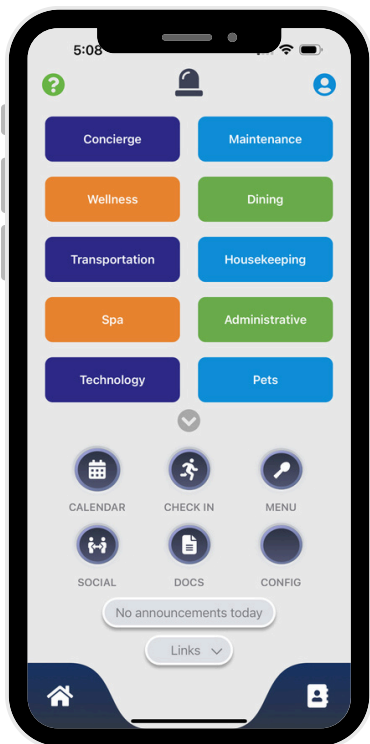 5:08
?
Concierge Maintenance
Wellness Dining
Transportation Housekeeping
Spa Administrative
Technology Pets
CALENDAR CHECK IN MENU
SOCIAL DOCS CONFIG
No announcements today
Links